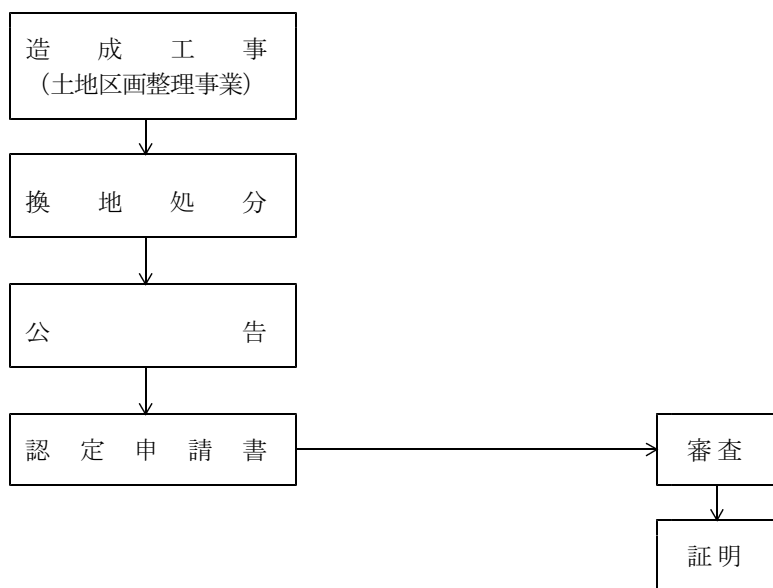 造成工事
（土地区画整理事業）
換地処分
公告
認定申請書
審査
証明